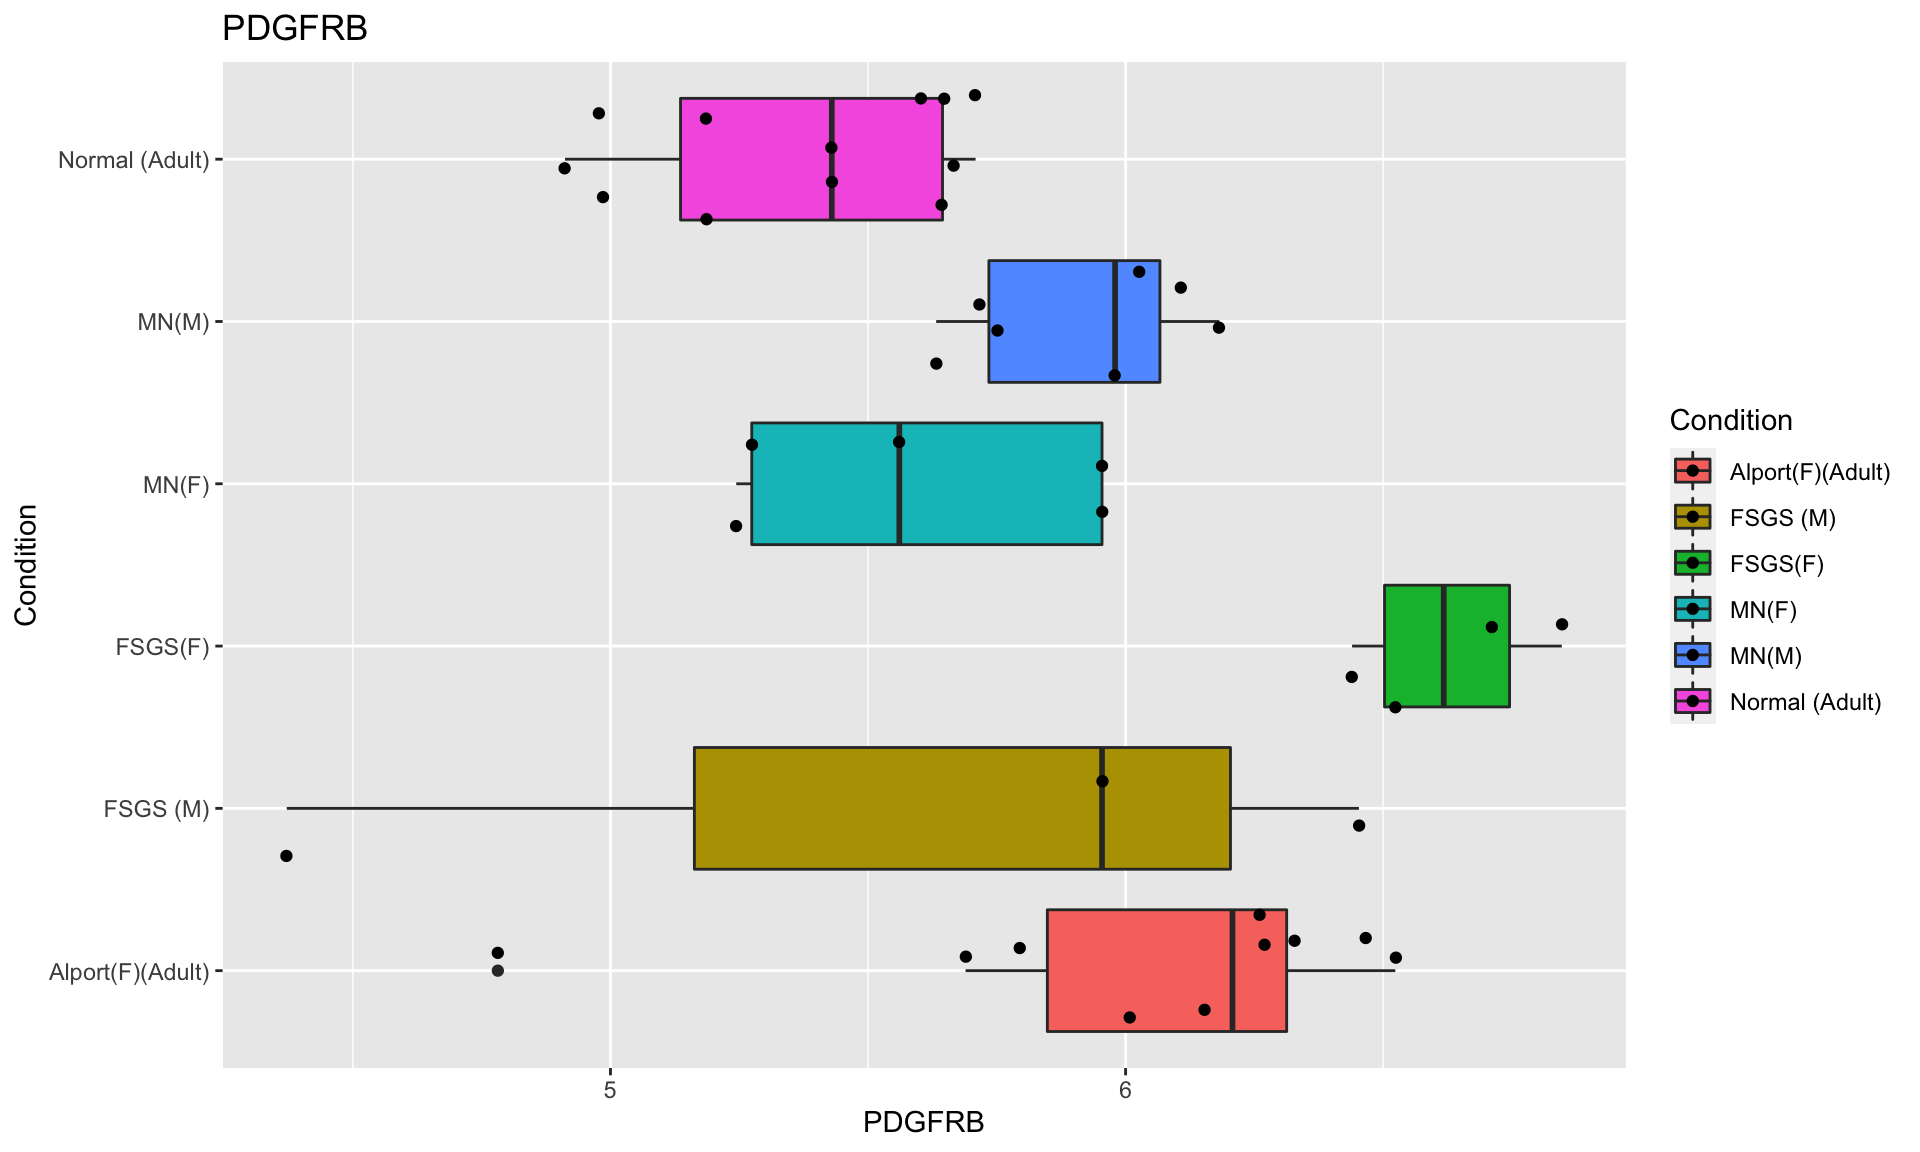 PDGFRB
Normal (Adult)
MN(M)
MN(F)
FSGS(F)
FSGS (M)
Alport(F)(Adult)
Condition
5
6
PDGFRB
Condition
Alport(F)(Adult)
FSGS (M)
FSGS(F)
MN(F)
MN(M)
Normal (Adult)